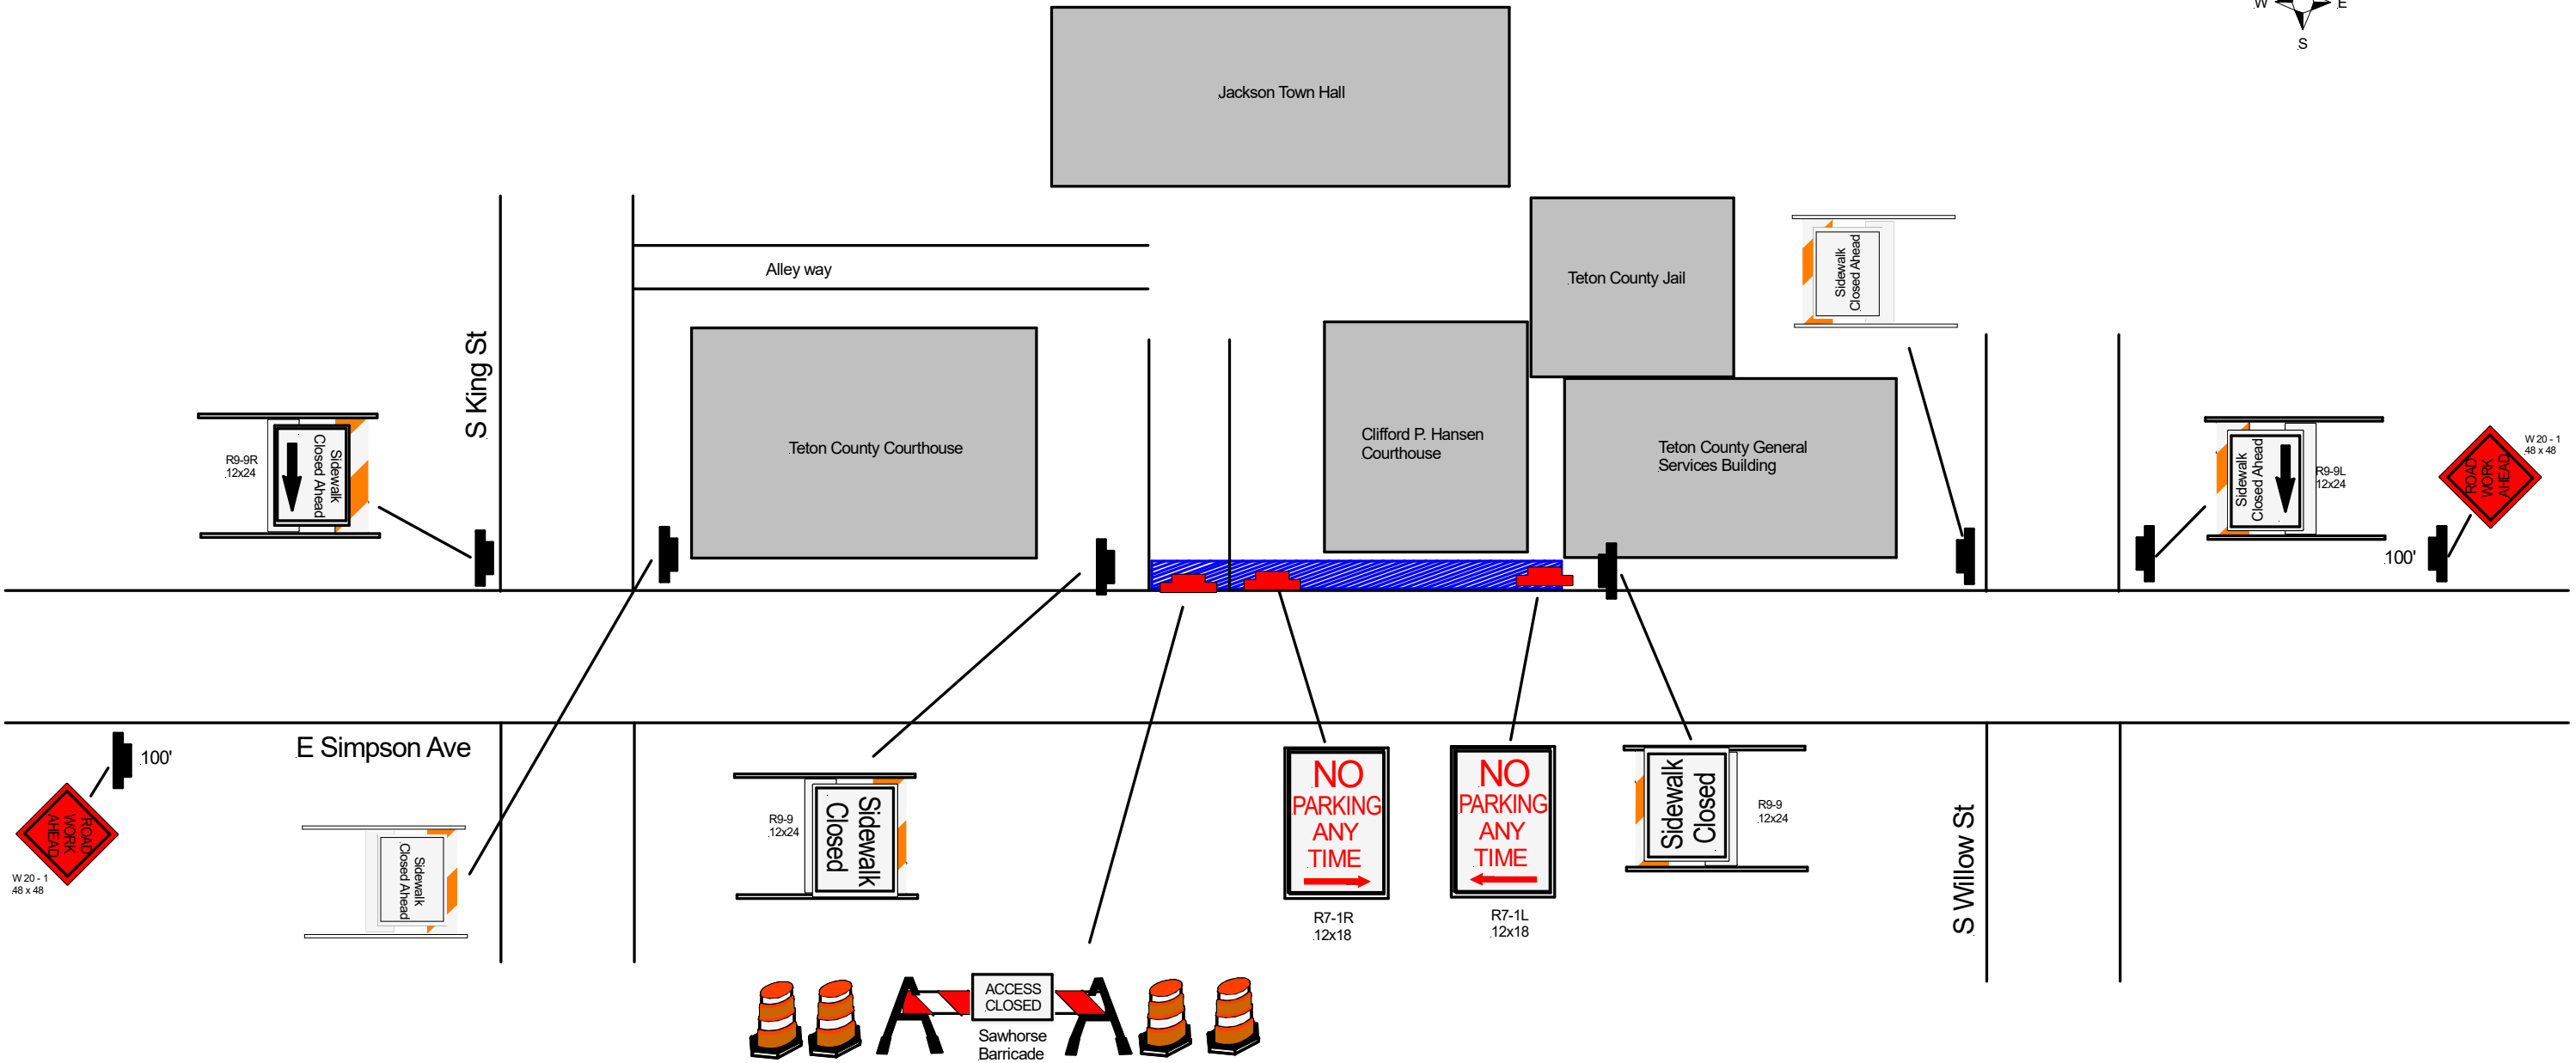 W
E
S
Jackson Town Hall
Alley way
Teton County Jail
Sidewalk
Closed Ahead
S King St
Teton County Courthouse
Clifford P. Hansen
Courthouse
Teton County General
Services Building
R9-9R
12x24
Sidewalk
Closed Ahead
Sidewalk
Closed Ahead
R9-9L
12x24
ROAD
WORK
AHEAD
W 20 - 1
48 x 48
100'
100'
E Simpson Ave
ROAD
WORK
AHEAD
W 20 - 1
48 x 48
Sidewalk
Closed Ahead
R9-9
12x24
Sidewalk
Closed
NO
PARKING
ANY
TIME
R7-1R
12x18
NO
PARKING
ANY
TIME
R7-1L
12x18
Sidewalk
Closed
R9-9
12x24
S Willow St
ACCESS
CLOSED
Sawhorse
Barricade